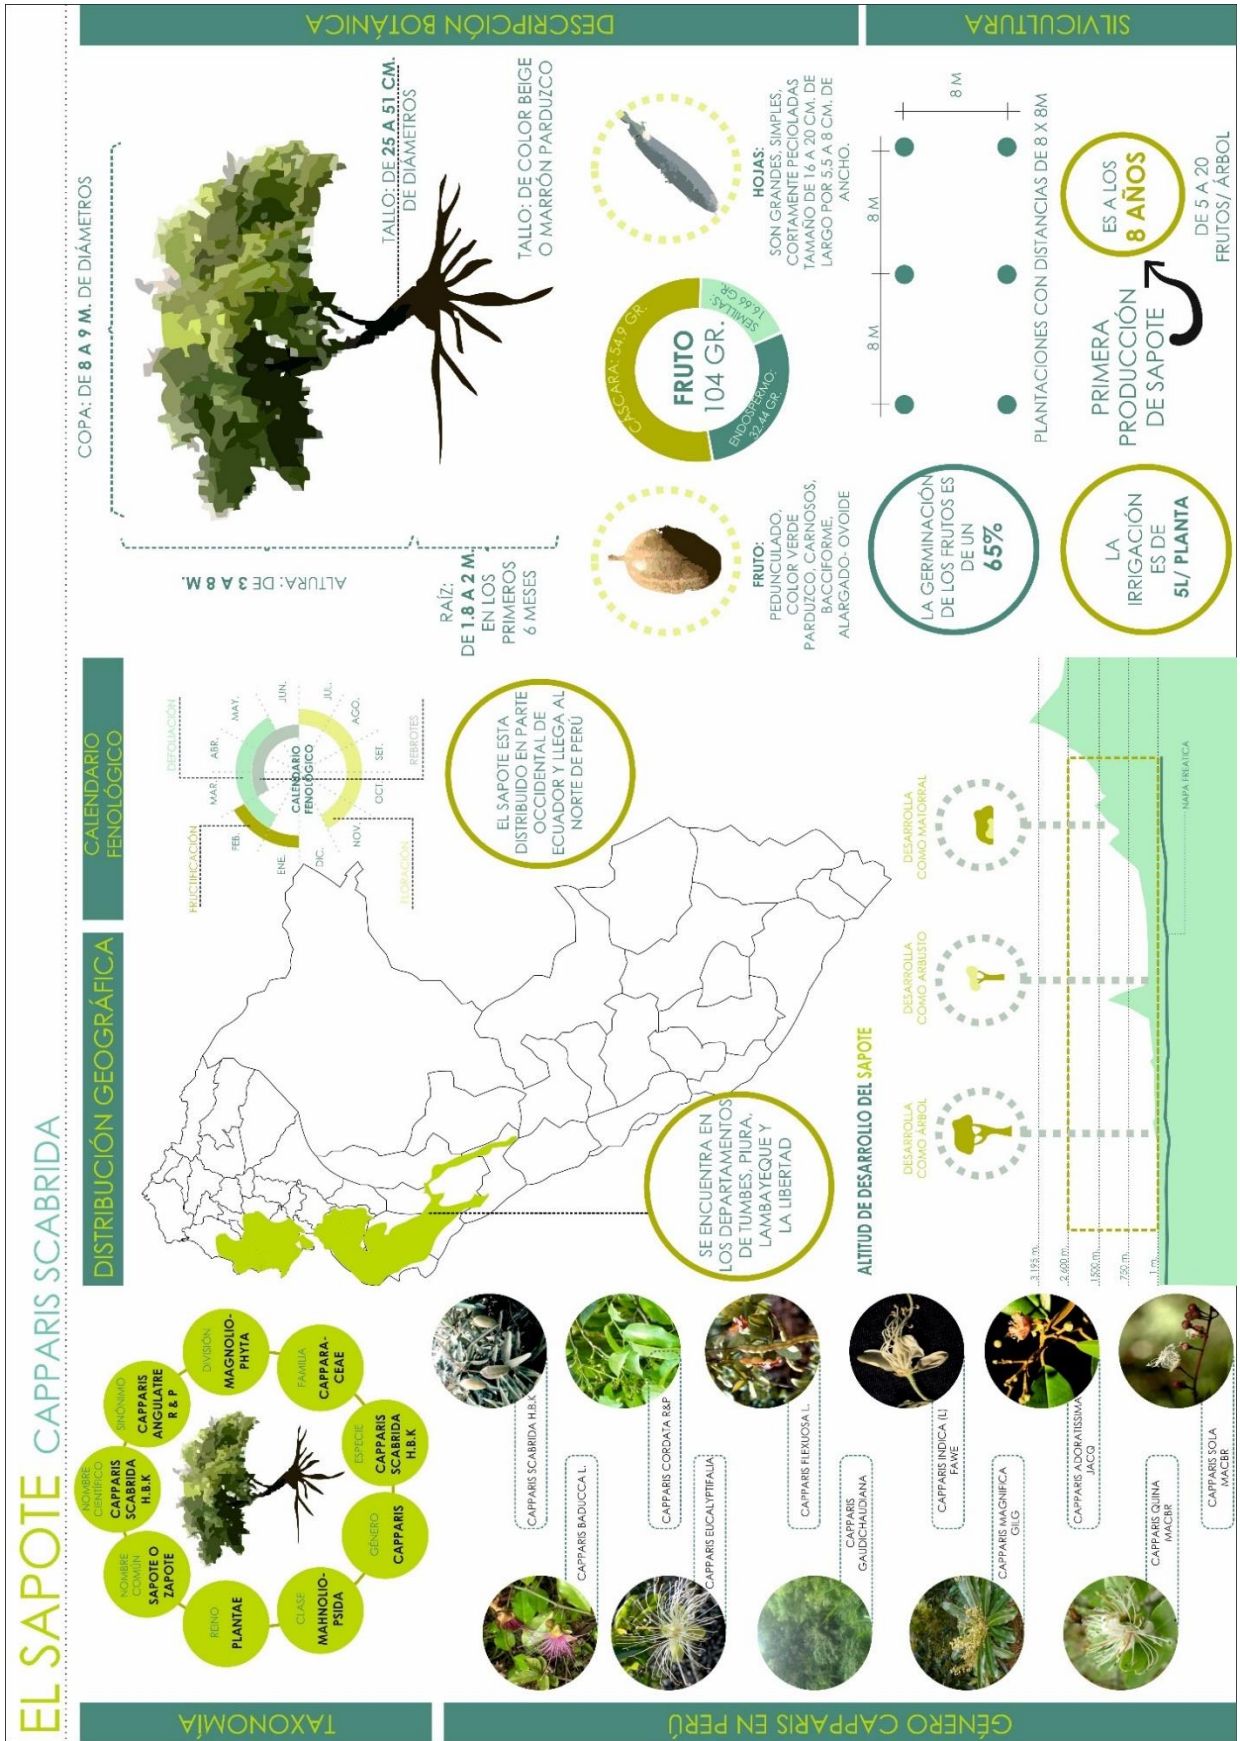 EL SAPOTE CAPPARIS SCABRIDA
TAXONOMÍA
NOMBRE
CIENTÍFICO
CAPPARIS
SCABRIDA
H.B.K
SINÓNIMO
CAPPARIS
ANGULATRE
R & P
DIVISIÓN
MAGNOLIO-
PHYTA
FAMILIA
CAPPARA-
CEAE
ESPECIE
CAPPARIS
SCABRIDA
H.B.K
GÉNERO
CAPPARIS
CLASE
MAHNOLIO-
PSIDA
REINO
PLANTAE
NOMBRE
COMÚN
SAPOTE O
ZAPOTE
GÉNERO CAPPARIS EN PERÚ
CAPPARIS SCABRIDA H.B.K
CAPPARIS BADUCCA L.
CAPPARIS CORDATA R&P
CAPPARIS EUCALYPTIFALIA
CAPPARIS FLEXUOSA L.
CAPPARIS
GAUDICHAUDIANA
CAPPARIS INDICA (L)
FAWE
CAPPARIS MAGNIFICA
GILG
CAPPARIS ADORATISSIMA
JACQ
CAPPARIS QUINA
MACBR
CAPPARIS SOLA
MACBR
DISTRIBUCIÓN GEOGRÁFICA
SE ENCUENTRA EN
LOS DEPARTAMENTOS
DE TUMBES, PIURA,
LAMBAYEQUE Y
LA LIBERTAD
EL SAPOTE ESTA
DISTRIBUIDO EN PARTE
OCCIDENTAL DE
ECUADOR Y LLEGA AL
NORTE DE PERÚ
CALENDARIO
FENOLÓGICO
FRUCTIFICACIÓN
DEFOLIACIÓN
ENE.
FEB.
MAR.
ABR.
MAY.
JUN.
JUL.
AGO.
SET.
OCT
NOV.
DIC.
CALENDARIO
FENOLÓGICO
FLORACIÓN
REBROTES
ALTITUD DE DESARROLLO DEL SAPOTE
DESARROLLA
COMO ÁRBOL
DESARROLLA
COMO ARBUSTO
DESARROLLA
COMO MATORRAL
3,195 m.
2,600 m.
1500 m.
750 m.
1 m.
NAPA FREATICA
DESCRIPCIÓN BOTÁNICA
COPA: DE 8 A 9 M. DE DIÁMETROS
ALTURA: DE 3 A 8 M.
RAÍZ:
DE 1.8 A 2 M.
EN LOS
PRIMEROS
6 MESES
TALLO: DE 25 A 51 CM.
DE DIÁMETROS
TALLO: DE COLOR BEIGE
O MARRÓN PARDUZCO
FRUTO:
PEDUNCULADO,
COLOR VERDE
PARDUZCO, CARNOSOS,
BACCIFORME,
ALARGADO- OVOIDE
CASCARA: 54.9 GR.
SEMILLAS:
16.66 GR.
ENDOSPERMO:
32.44 GR.
FRUTO
104 GR.
HOJAS:
SON GRANDES, SIMPLES,
CORTAMENTE PECIOLADAS
TAMAÑO DE 16 A 20 CM. DE
LARGO POR 5.5 A 8 CM. DE
ANCHO.
SILVICULTURA
LA GERMINACIÓN
DE LOS FRUTOS ES
DE UN
65%
LA
IRRIGACIÓN
ES DE
5L/ PLANTA
8 M
8 M
8 M
PLANTACIONES CON DISTANCIAS DE 8 X 8M
PRIMERA
PRODUCCIÓN
DE SAPOTE
ES A LOS
8 AÑOS
DE 5 A 20
FRUTOS/ ÁRBOL